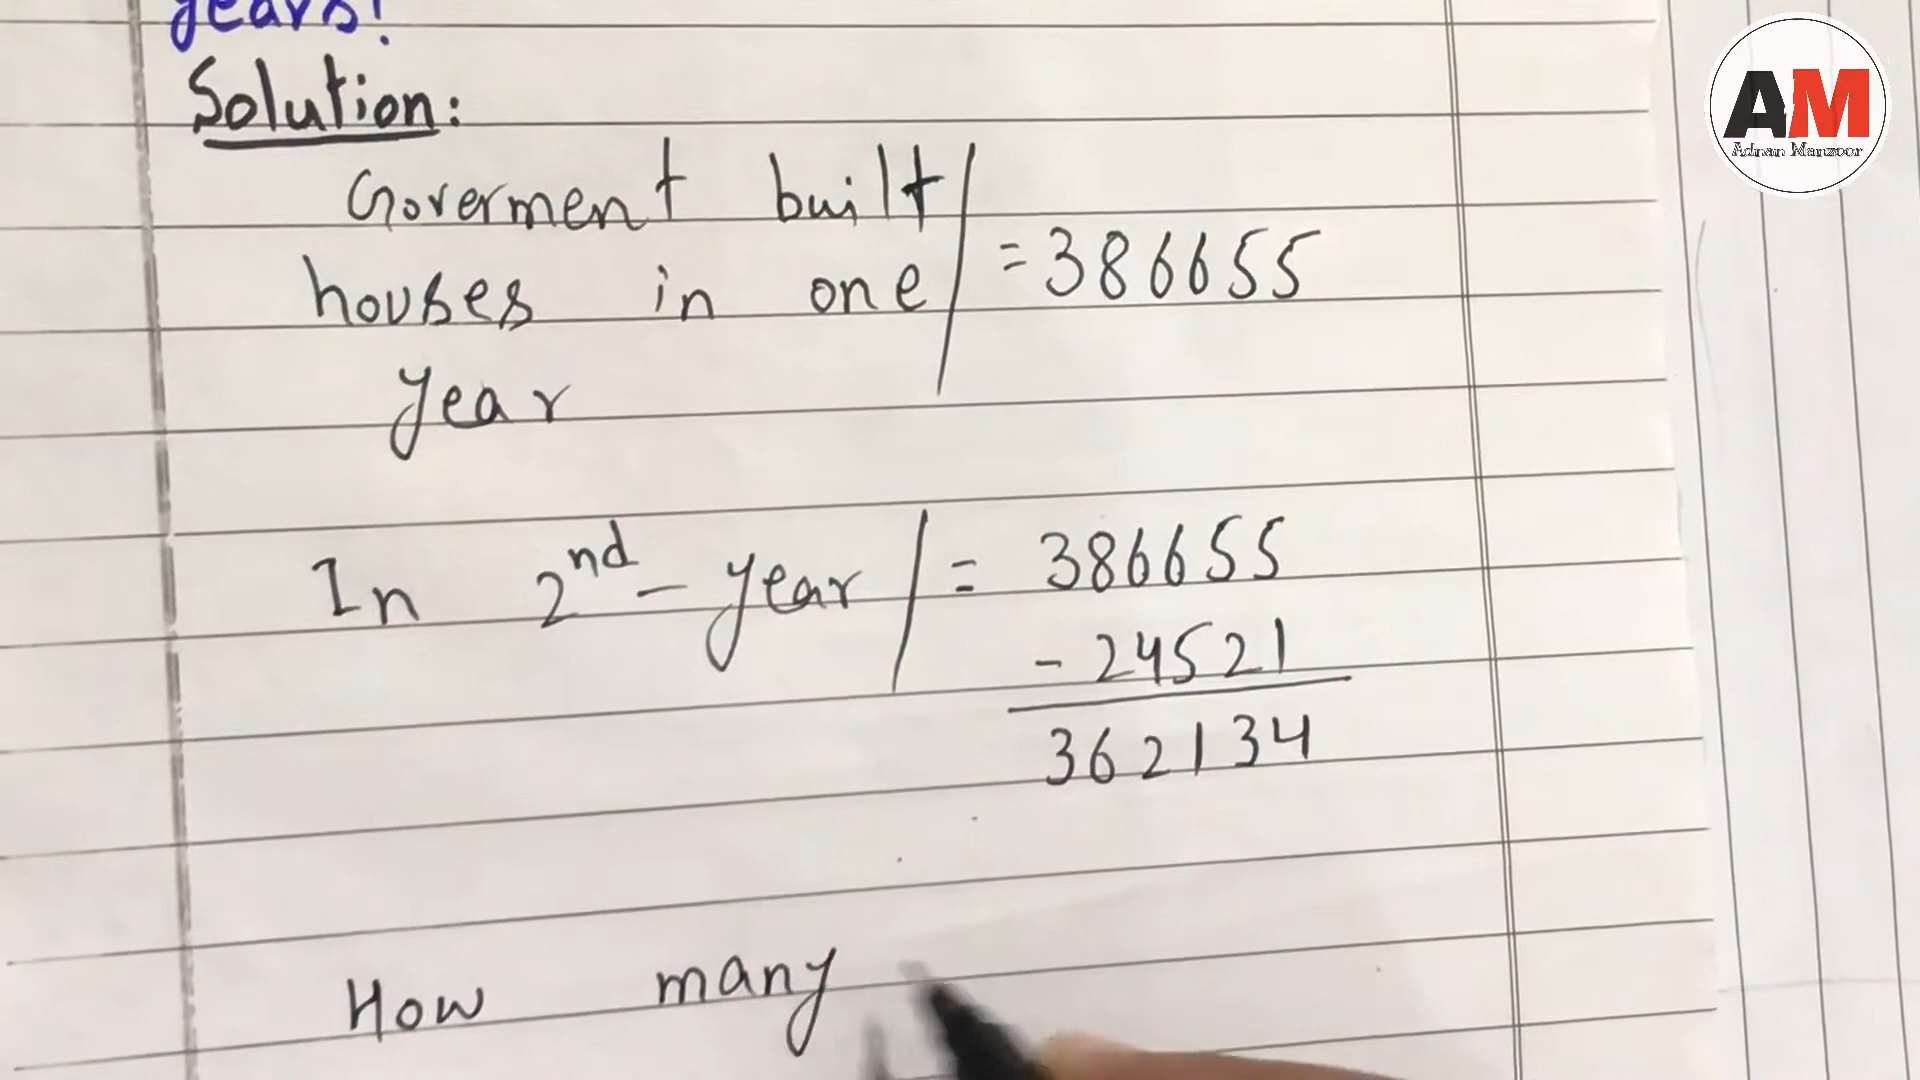 years!
Solution:
Goverment built
houses in one = 386655
year
In 2nd - year = 386655
- 24521
362134
How many
AM
Adnan Manzoor